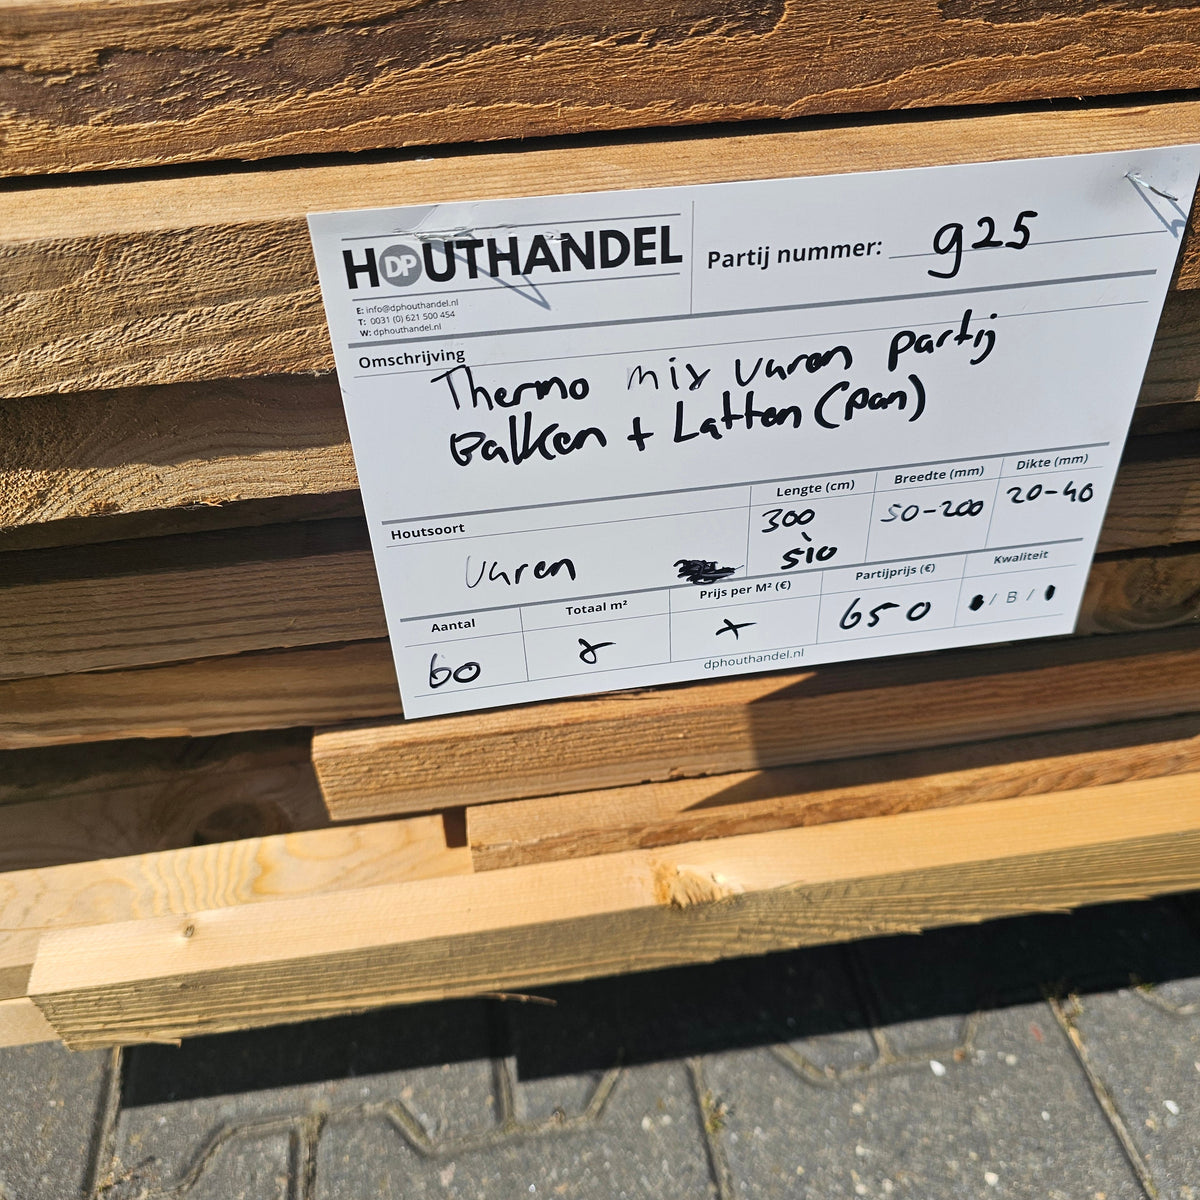 HOUTHANDEL
DP
E: info@dphouthandel.nl
T: 0031 (0) 621 500 454
W: dphouthandel.nl
Partij nummer: 925
Omschrijving
Thermo mix vuren partij
Balken + Latten (pan)
Houtsoort
vuren
Lengte (cm)
300
510
Breedte (mm)
50-200
Dikte (mm)
20-40
Aantal
60
Totaal m²
Prijs per M² (€)
Partijprijs (€)
650
Kwaliteit
/ B /
dphouthandel.nl